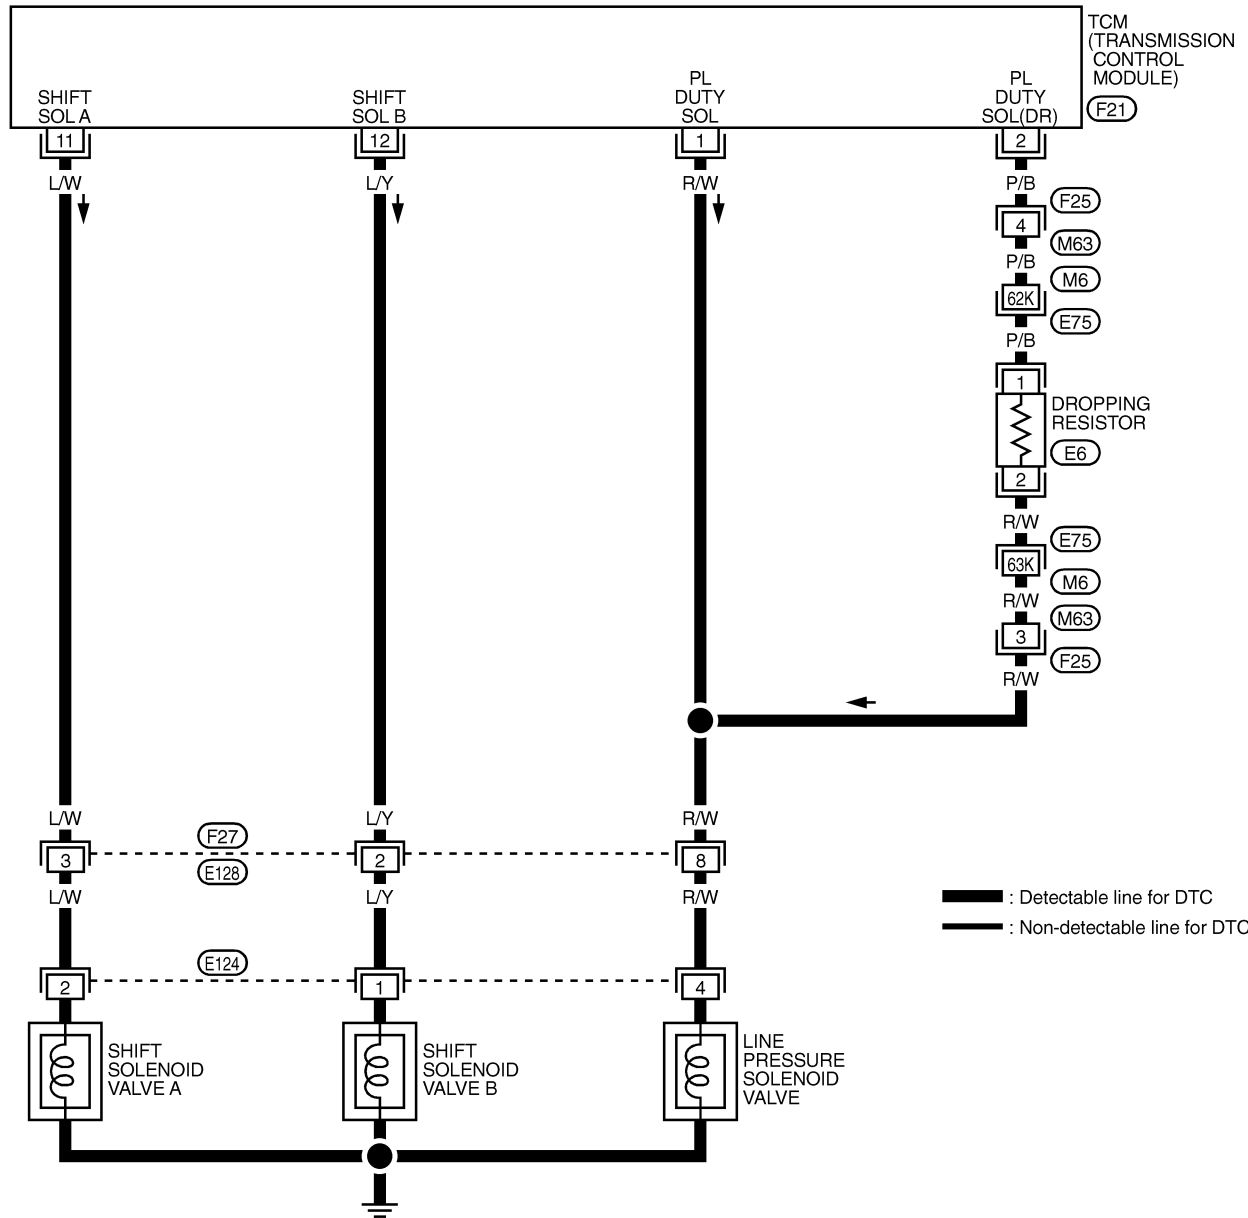 TCM
(TRANSMISSION
CONTROL
MODULE)
F21
SHIFT
SOL A
SHIFT
SOL B
PL
DUTY
SOL
PL
DUTY
SOL(DR)
11
12
1
2
L/W
L/Y
R/W
P/B
F25
4
M63
P/B
M6
62K
E75
P/B
1
DROPPING
RESISTOR
E6
2
R/W
E75
63K
M6
R/W
M63
3
F25
R/W
L/W
L/Y
R/W
F27
3
2
8
E128
L/W
L/Y
R/W
: Detectable line for DTC
: Non-detectable line for DTC
E124
2
1
4
SHIFT
SOLENOID
VALVE A
SHIFT
SOLENOID
VALVE B
LINE
PRESSURE
SOLENOID
VALVE